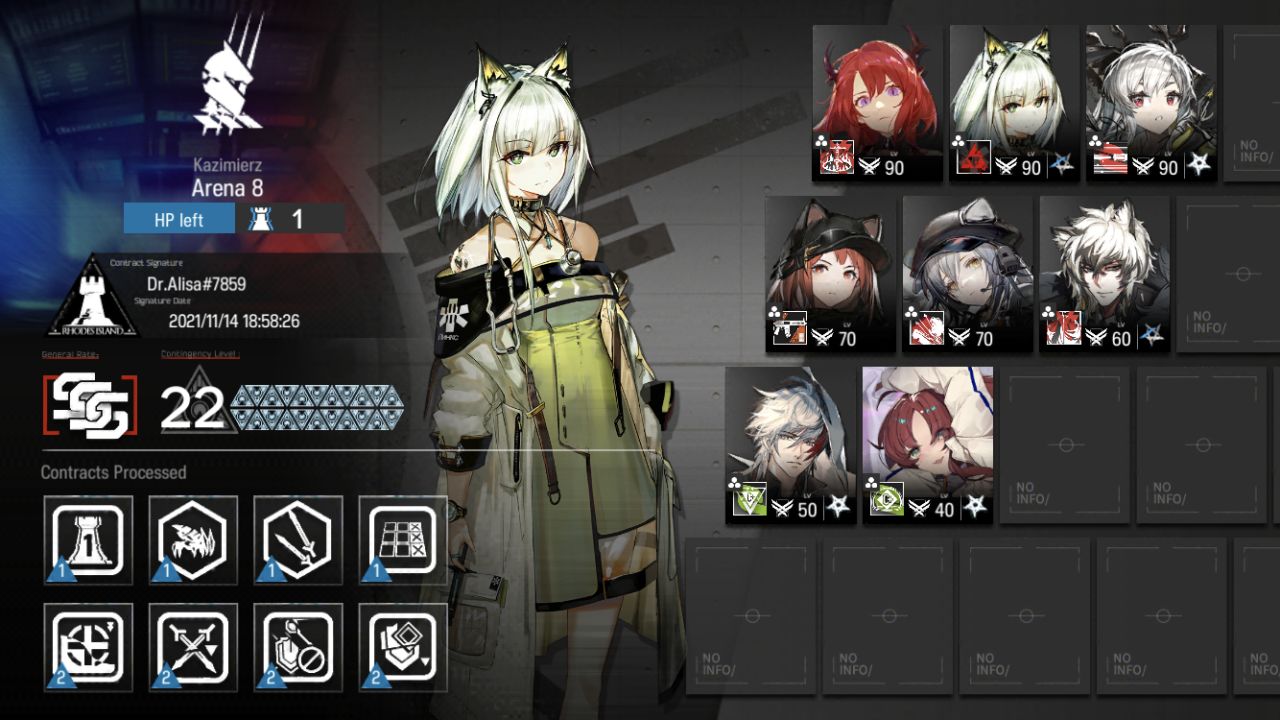 Kazimierz
Arena 8
HP left 1
Contract Signature
Dr.Alisa#7859
Signature Date
2021/11/14 18:58:26
RHODES ISLAND
General Rate:
Contingency Level:
22
Contracts Processed
1
1
1
1
1
2
2
2
2
LV
90
LV
90
LV
90
NO
INFO/
LV
70
LV
70
LV
60
NO
INFO/
LV
50
LV
40
NO
INFO/
NO
INFO/
NO
INFO/
NO
INFO/
NO
INFO/
NO
INFO/
NO
INFO/